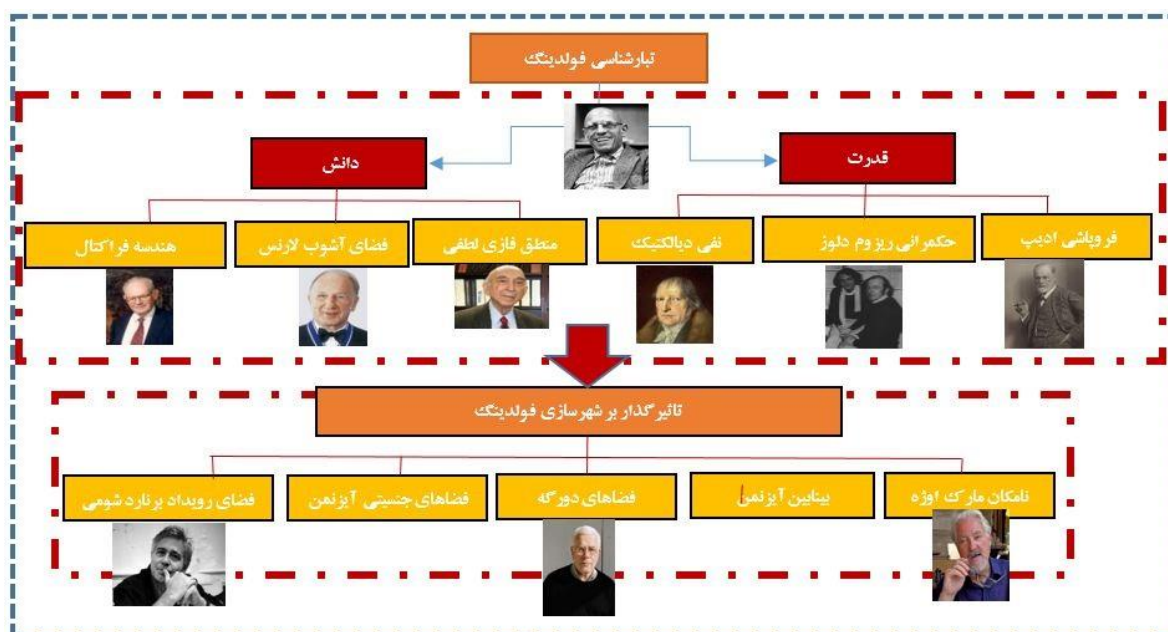 تبارشناسی فولدینگ
قدرت
دانش
فروپاشی ادیپ
حکمرانی ریزوم دلوز
نفی دیالکتیک
منطق فازی لطفی
فضای آشوب لارنس
هندسه فراکتال
تاثیرگذار بر شهرسازی فولدینگ
نامکان مارک اوژه
بینابین آیزنمن
فضاهای دورگه
فضاهای جنسیتی آیزنمن
فضای رویداد برنارد شومی